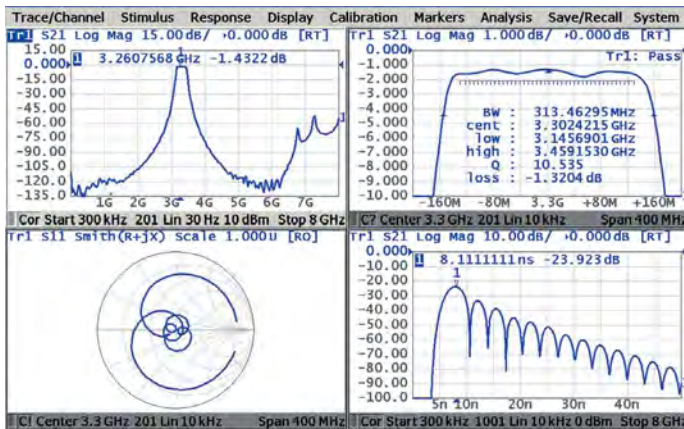 Trace/Channel Stimulus Response Display Calibration Markers Analysis Save/Recall System
Tr1 S21 Log Mag 15.00dB/ 0.000dB [RT]
15.00
0.000
-15.00
-30.00
-45.00
-60.00
-75.00
-90.00
-105.0
-120.0
-135.0
1
1 3.2607568 GHz -1.4322 dB
1G 2G 3G 4G 5G 6G 7G
Cor Start 300 kHz 201 Lin 30 Hz 10 dBm Stop 8 GHz
Tr1 S21 Log Mag 1.000dB/ 0.000dB [RT]
Tr1: Pass
0.000
-1.000
-2.000
-3.000
-4.000
-5.000
-6.000
-7.000
-8.000
-9.000
-10.00
BW : 313.46295MHz
cent : 3.3024215GHz
low : 3.1456901GHz
high : 3.4591530GHz
Q : 10.535
loss : -1.3204 dB
-160M -80M 3.3G +80M +160M
C? Center 3.3 GHz 201 Lin 10 kHz Span 400 MHz
Tr1 S11 Smith(R+jX) Scale 1.000U [RO]
C! Center 3.3 GHz 201 Lin 10 kHz Span 400 MHz
Tr1 S21 Log Mag 10.00dB/ 0.000dB [RT]
0.000
-10.00
-20.00
-30.00
-40.00
-50.00
-60.00
-70.00
-80.00
-90.00
-100.0
1 8.1111111ns -23.923 dB
1
5n 10n 20n 30n 40n
Cor Start 300 kHz 1001 Lin 10 kHz 0 dBm Stop 8 GHz